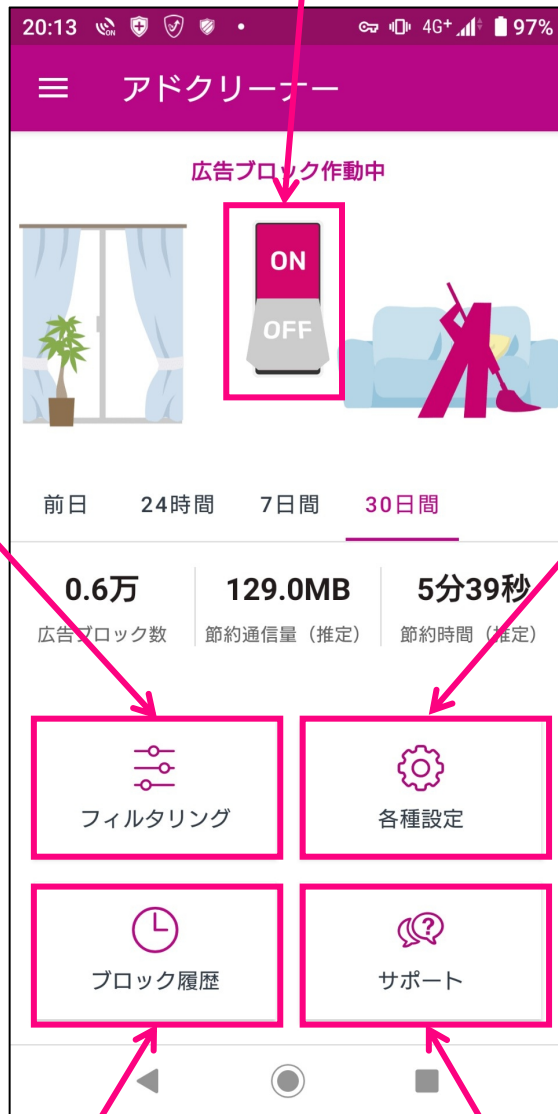 20:13 ON 4G+ 97%
アドクリーナー
広告ブロック作動中
ON
OFF
前日 24時間 7日間 30日間
0.6万 129.0MB 5分39秒
広告ブロック数 節約通信量（推定） 節約時間（推定）
フィルタリング 各種設定
ブロック履歴 サポート